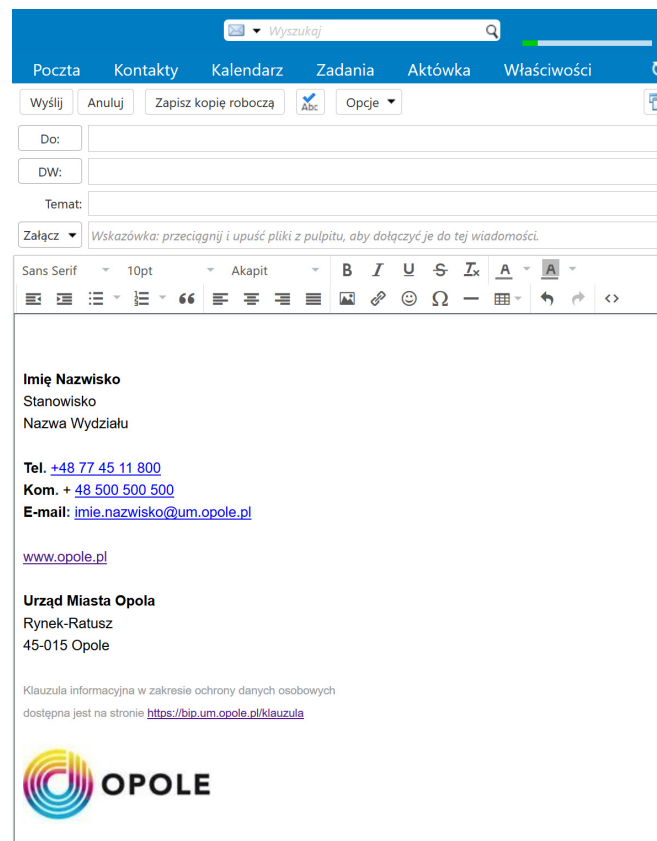 Wyszukaj
Poczta Kontakty Kalendarz Zadania Aktówka Właściwości
Wyślij Anuluj Zapisz kopię roboczą Abc Opcje
Do:
DW:
Temat:
Załącz Wskazówka: przeciągnij i upuść pliki z pulpitu, aby dołączyć je do tej wiadomości.
Sans Serif 10pt Akapit B I U S Tx A A
Ω
Imię Nazwisko
Stanowisko
Nazwa Wydziału
Tel. +48 77 45 11 800
Kom. + 48 500 500 500
E-mail: imie.nazwisko@um.opole.pl
www.opole.pl
Urząd Miasta Opola
Rynek-Ratusz
45-015 Opole
Klauzula informacyjna w zakresie ochrony danych osobowych
dostępna jest na stronie https://bip.um.opole.pl/klauzula
OPOLE